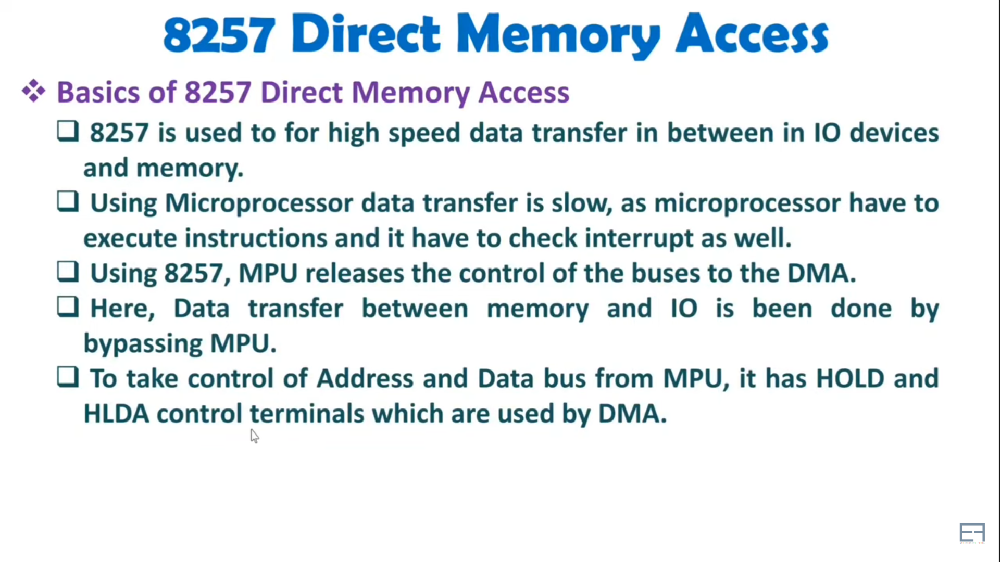 8257 Direct Memory Access
❖ Basics of 8257 Direct Memory Access
❑ 8257 is used to for high speed data transfer in between in IO devices
and memory.
❑ Using Microprocessor data transfer is slow, as microprocessor have to
execute instructions and it have to check interrupt as well.
❑ Using 8257, MPU releases the control of the buses to the DMA.
❑ Here, Data transfer between memory and IO is been done by
bypassing MPU.
❑ To take control of Address and Data bus from MPU, it has HOLD and
HLDA control terminals which are used by DMA.
EF